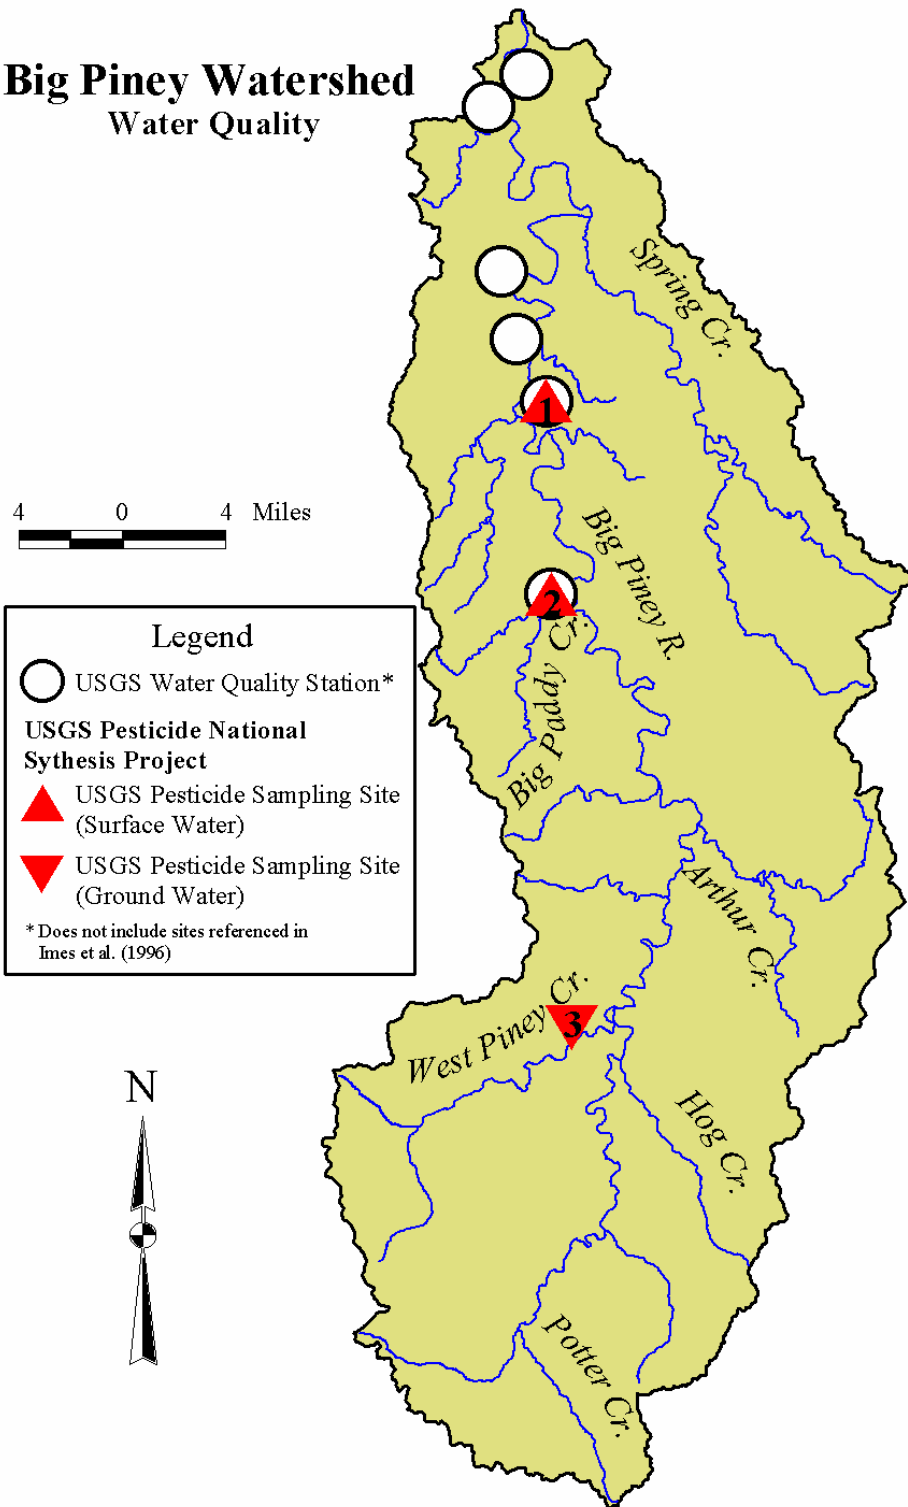 Big Piney Watershed
Water Quality
Spring Cr.
1
4 0 4 Miles
Big Piney R.
2
Big Paddy Cr.
Legend
USGS Water Quality Station*
USGS Pesticide National
Sythesis Project
USGS Pesticide Sampling Site
(Surface Water)
USGS Pesticide Sampling Site
(Ground Water)
* Does not include sites referenced in
Imes et al. (1996)
Arthur Cr.
West Piney Cr.
3
N
Hog Cr.
Potter Cr.